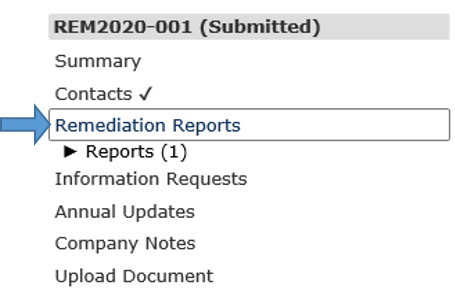 REM2020-001 (Submitted)
Summary
Contacts ✓
Remediation Reports
► Reports (1)
Information Requests
Annual Updates
Company Notes
Upload Document